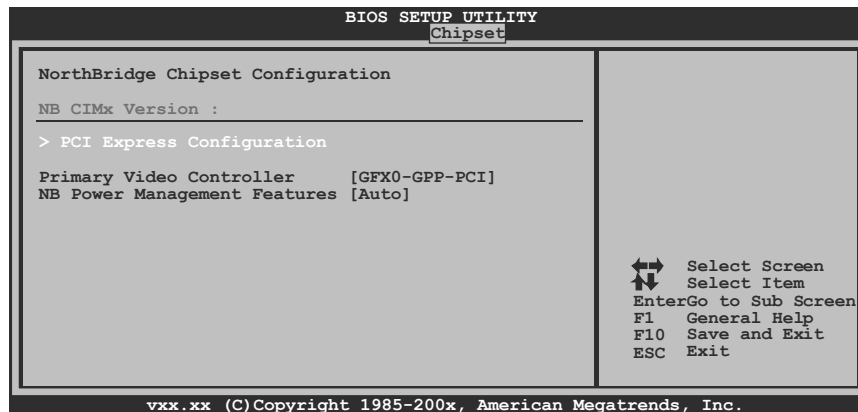 BIOS SETUP UTILITY
Chipset
NorthBridge Chipset Configuration
NB CIMx Version :
> PCI Express Configuration
Primary Video Controller [GFX0-GPP-PCI]
NB Power Management Features [Auto]
Select Screen
Select Item
EnterGo to Sub Screen
F1 General Help
F10 Save and Exit
ESC Exit
vxx.xx (C)Copyright 1985-200x, American Megatrends, Inc.